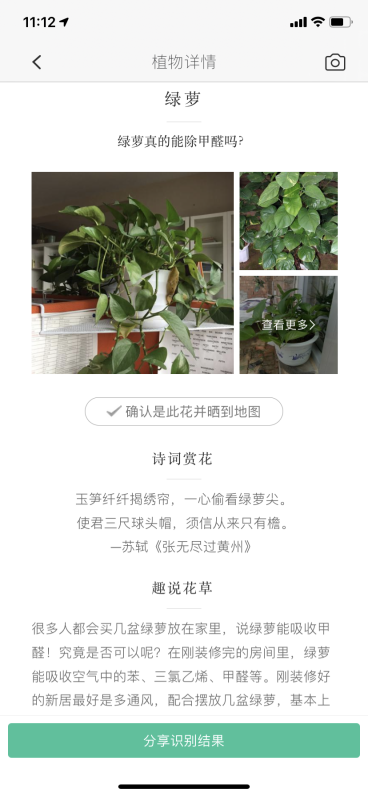 11:12
植物详情
绿萝
绿萝真的能除甲醛吗?
查看更多
确认是此花并晒到地图
诗词赏花
玉笋纤纤揭绣帘，一心偷看绿萝尖。
使君三尺球头帽，须信从来只有檐。
—苏轼《张无尽过黄州》
趣说花草
很多人都会买几盆绿萝放在家里，说绿萝能吸收甲
醛！究竟是否可以呢？在刚装修完的房间里，绿萝
能吸收空气中的苯、三氯乙烯、甲醛等。刚装修好
的新居最好是多通风，配合摆放几盆绿萝，基本上
分享识别结果